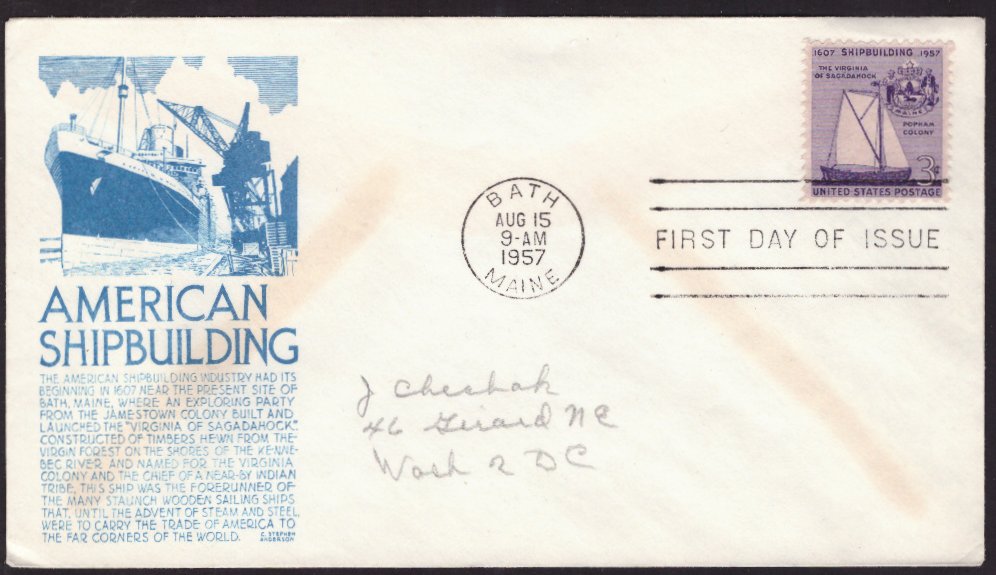 1607 SHIPBUILDING 1957
THE VIRGINIA
OF SAGADAHOCK
MAINE
POPHAM
COLONY
3¢
UNITED STATES POSTAGE
BATH
AUG 15
9-AM
1957
MAINE
FIRST DAY OF ISSUE
AMERICAN
SHIPBUILDING
THE AMERICAN SHIPBUILDING INDUSTRY HAD ITS
BEGINNING IN 1607 NEAR THE PRESENT SITE OF
BATH, MAINE, WHERE AN EXPLORING PARTY
FROM THE JAMESTOWN COLONY BUILT AND
LAUNCHED THE "VIRGINIA OF SAGADAHOCK."
CONSTRUCTED OF TIMBERS HEWN FROM THE
VIRGIN FOREST ON THE SHORES OF THE KENNE-
BEC RIVER AND NAMED FOR THE VIRGINIA
COLONY AND THE CHIEF OF A NEAR-BY INDIAN
TRIBE, THIS SHIP WAS THE FORERUNNER OF
THE MANY STAUNCH WOODEN SAILING SHIPS
THAT, UNTIL THE ADVENT OF STEAM AND STEEL,
WERE TO CARRY THE TRADE OF AMERICA TO
THE FAR CORNERS OF THE WORLD.
C. STEPHEN
ANDERSON
J Chechak
46 Girard NE
Wash 2 DC